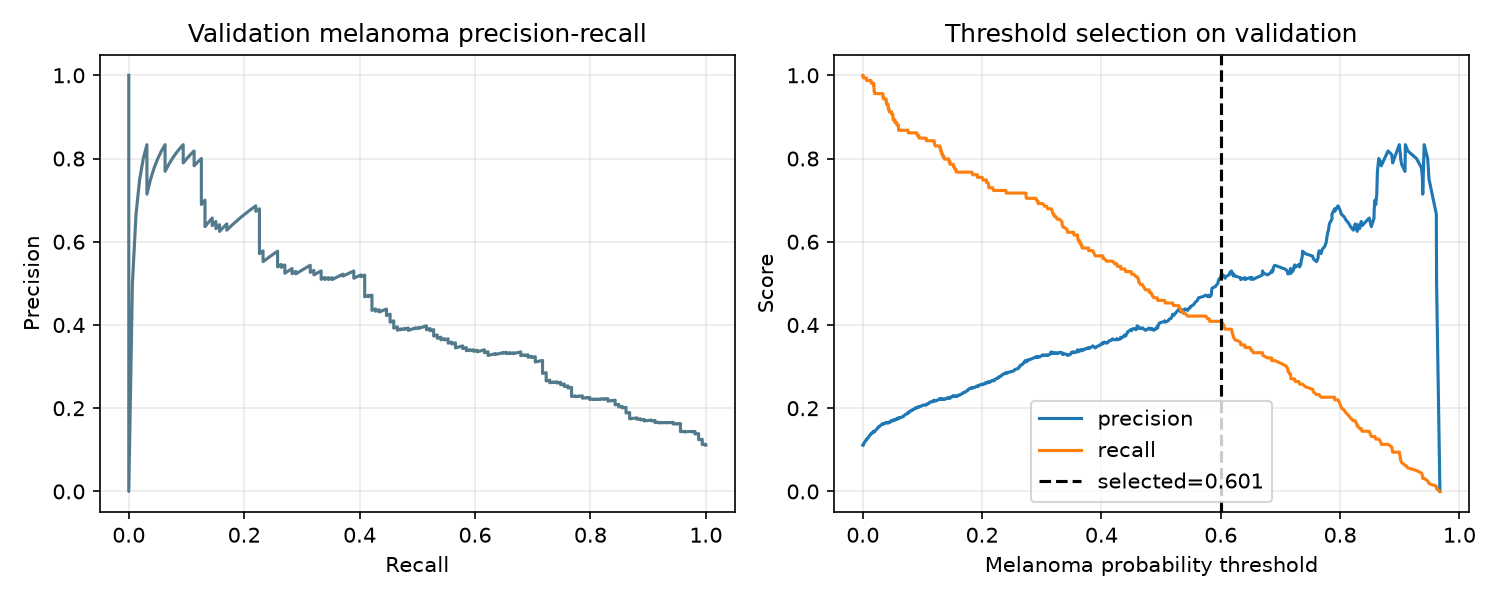 Validation melanoma precision-recall
1.0
0.8
0.6
0.4
0.2
0.0
Precision
0.0 0.2 0.4 0.6 0.8 1.0
Recall
Threshold selection on validation
1.0
0.8
0.6
0.4
0.2
0.0
Score
precision
recall
selected=0.601
0.0 0.2 0.4 0.6 0.8 1.0
Melanoma probability threshold